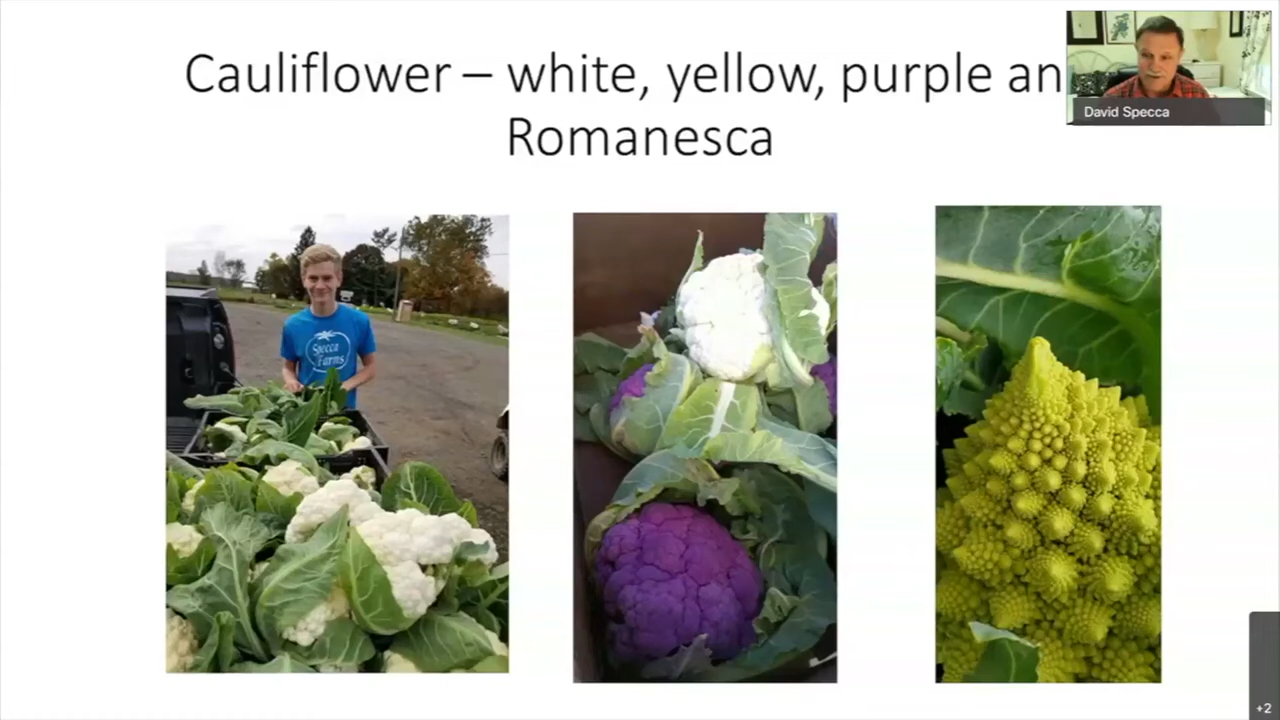 Cauliflower – white, yellow, purple an
Romanesca
David Specca
Specca
Farms
+2